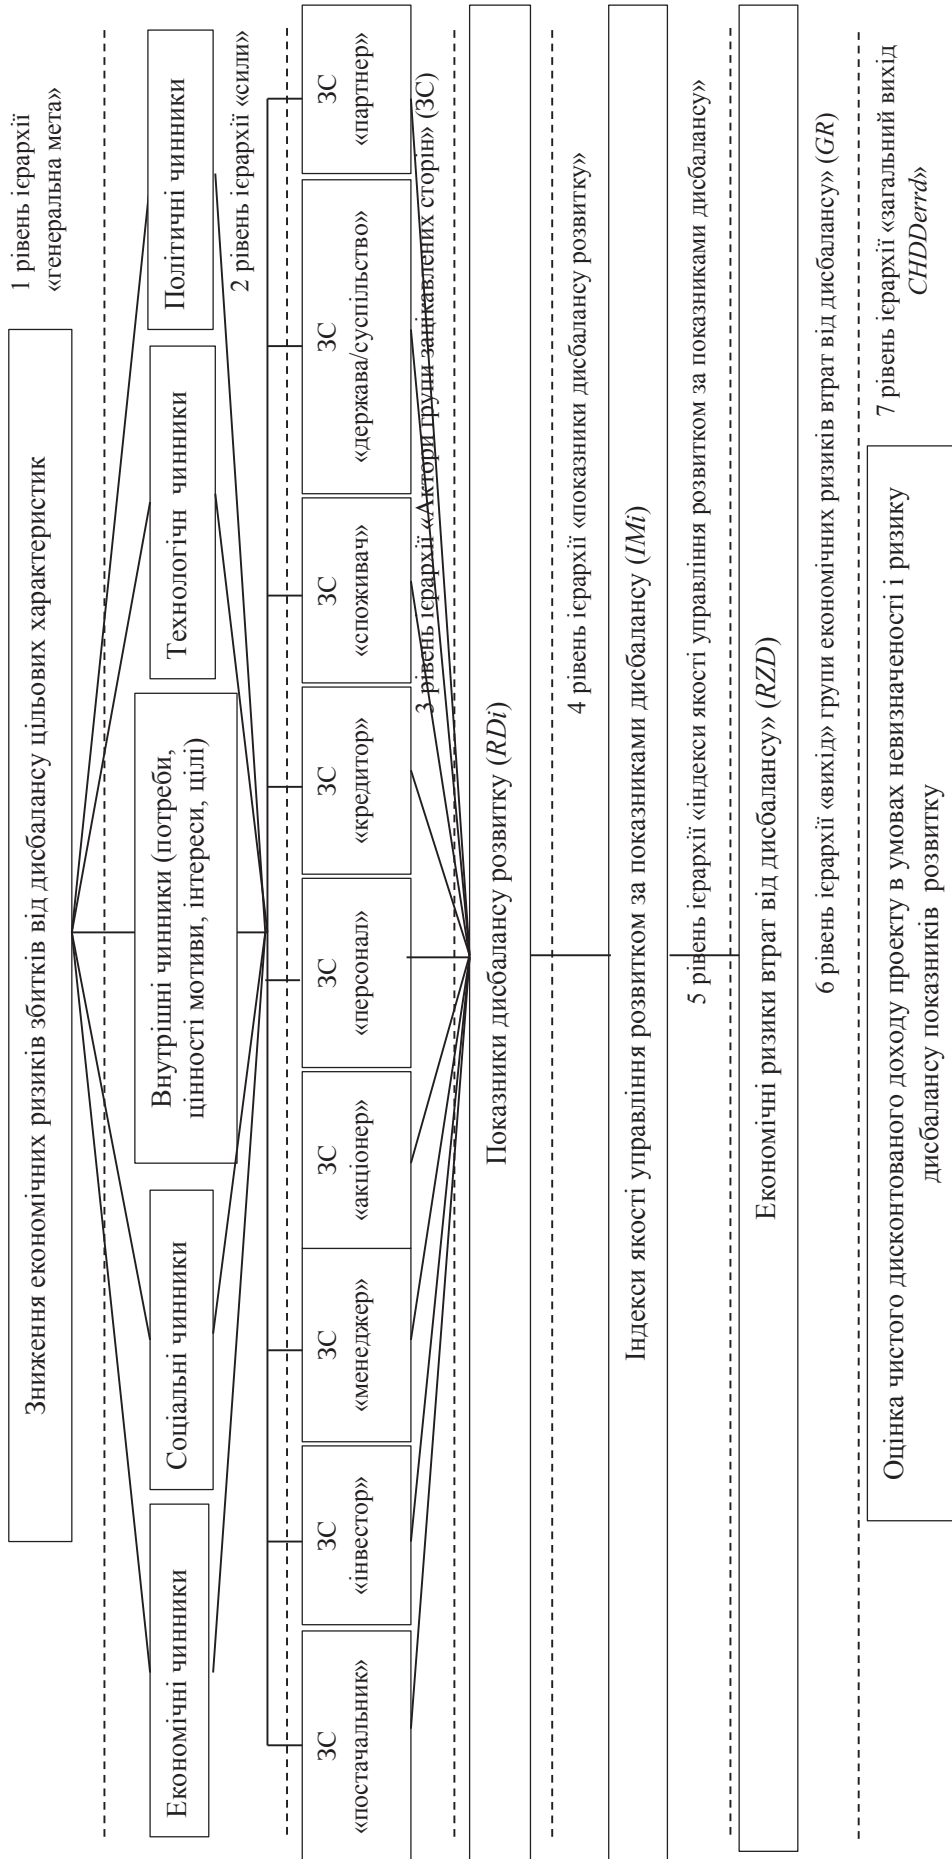 1 рівень ієрархії
«генеральна мета»
Зниження економічних ризиків збитків від дисбалансу цільових характеристик
Економічні чинники
Соціальні чинники
Внутрішні чинники (потреби,
цінності мотиви, інтереси, цілі)
Технологічн чинники
Політичні чинники
2 рівень ієрархії «сили»
ЗС
«постачальник»
ЗС
«інвестор»
ЗС
«менеджер»
ЗС
«акціонер»
ЗС
«персонал»
ЗС
«кредитор»
ЗС
«споживач»
ЗС
«держава/суспільство»
ЗС
«партнер»
3 рівень ієрархії «Актори групи зацікавлених сторін» (ЗС)
Показники дисбалансу розвитку (RDi)
4 рівень ієрархії «показники дисбалансу розвитку»
Індекси якості управління розвитком за показниками дисбалансу (IMi)
5 рівень ієрархії «індекси якості управління розвитком за показниками дисбалансу»
Економічні ризики втрат від дисбалансу» (RZD)
6 рівень ієрархії «вихід» групи економічних ризиків втрат від дисбалансу» (GR)
7 рівень ієрархії «загальний вихід
CHDDerrd»
Оцінка чистого дисконтованого доходу проекту в умовах невизначеності і ризику
дисбалансу показників розвитку